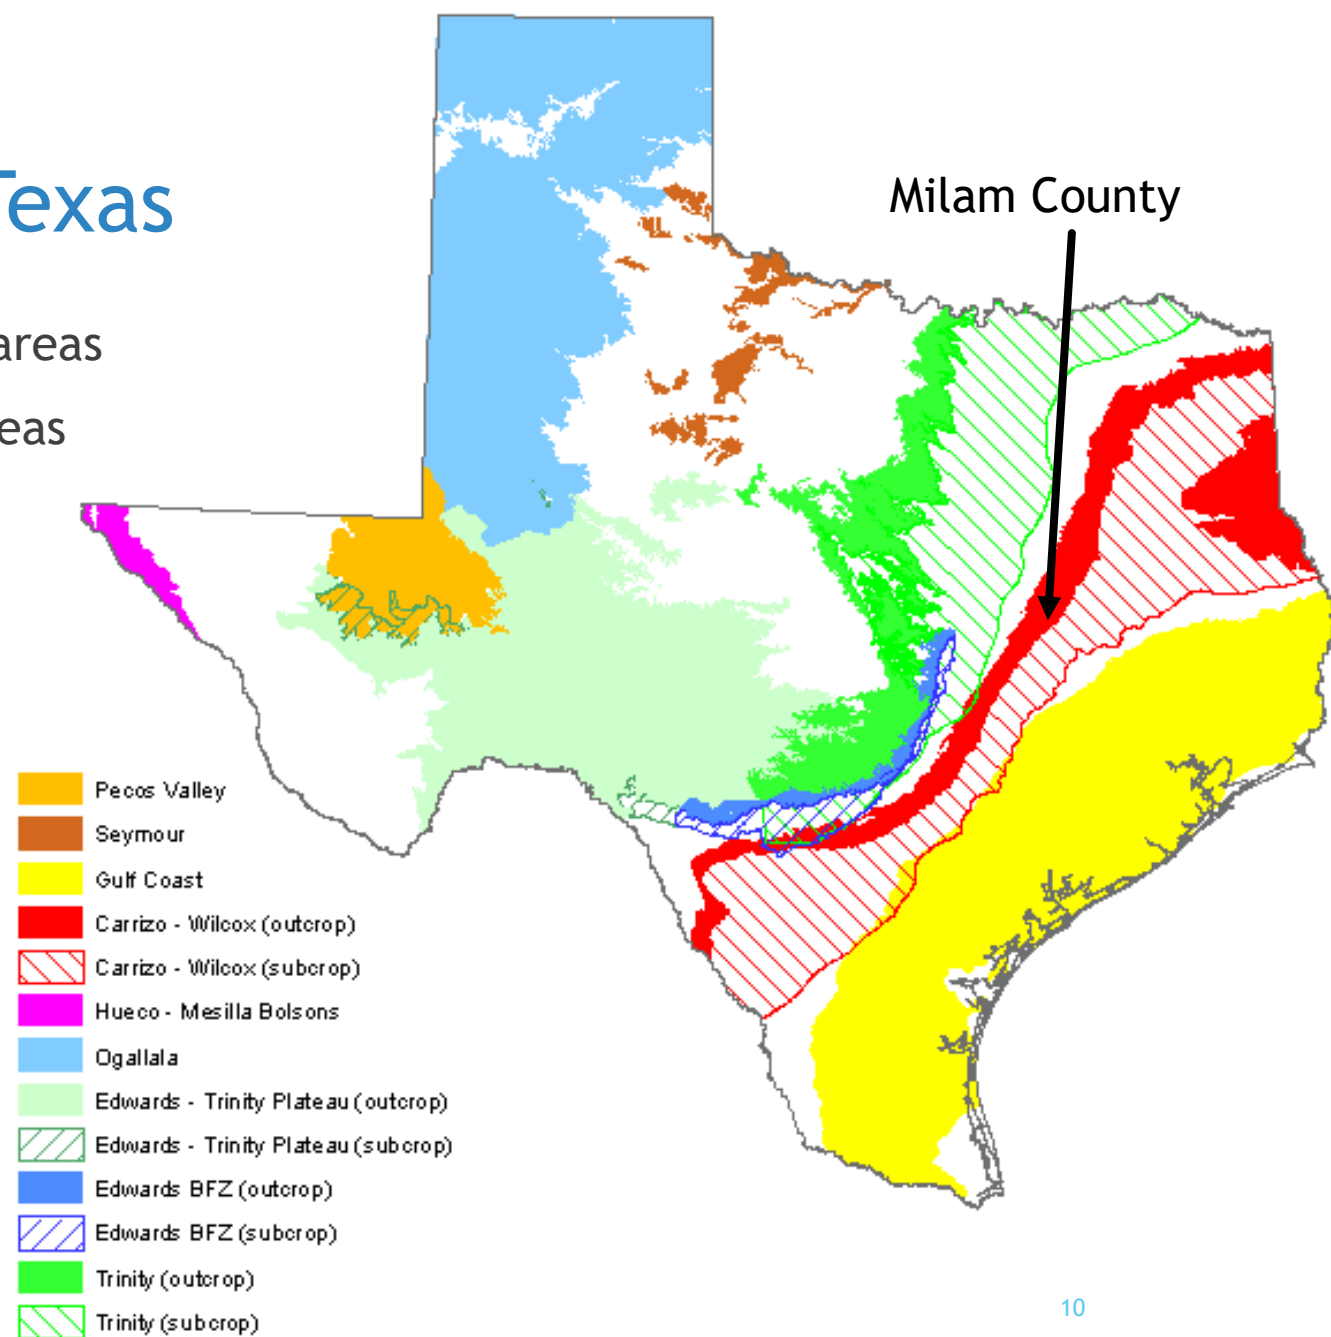 Texas
areas
eas
Milam County
Pecos Valley
Seymour
Gulf Coast
Carrizo - Wilcox (outcrop)
Carrizo - Wilcox (subcrop)
Hueco - Mesilla Bolsons
Ogallala
Edwards - Trinity Plateau (outcrop)
Edwards - Trinity Plateau (subcrop)
Edwards BFZ (outcrop)
Edwards BFZ (subcrop)
Trinity (outcrop)
Trinity (subcrop)
10